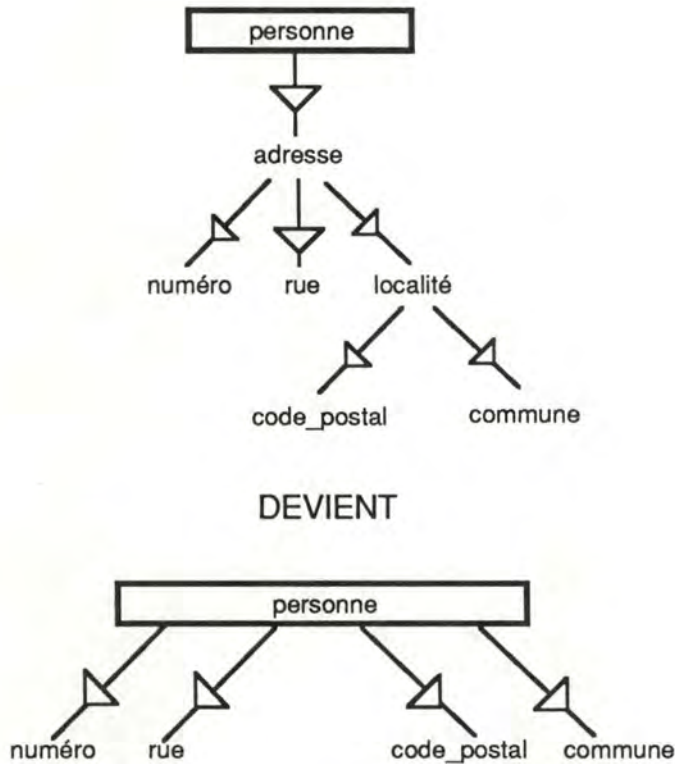 personne
adresse
numéro rue localité
code_postal commune
DEVIENT
personne
numéro rue code_postal commune